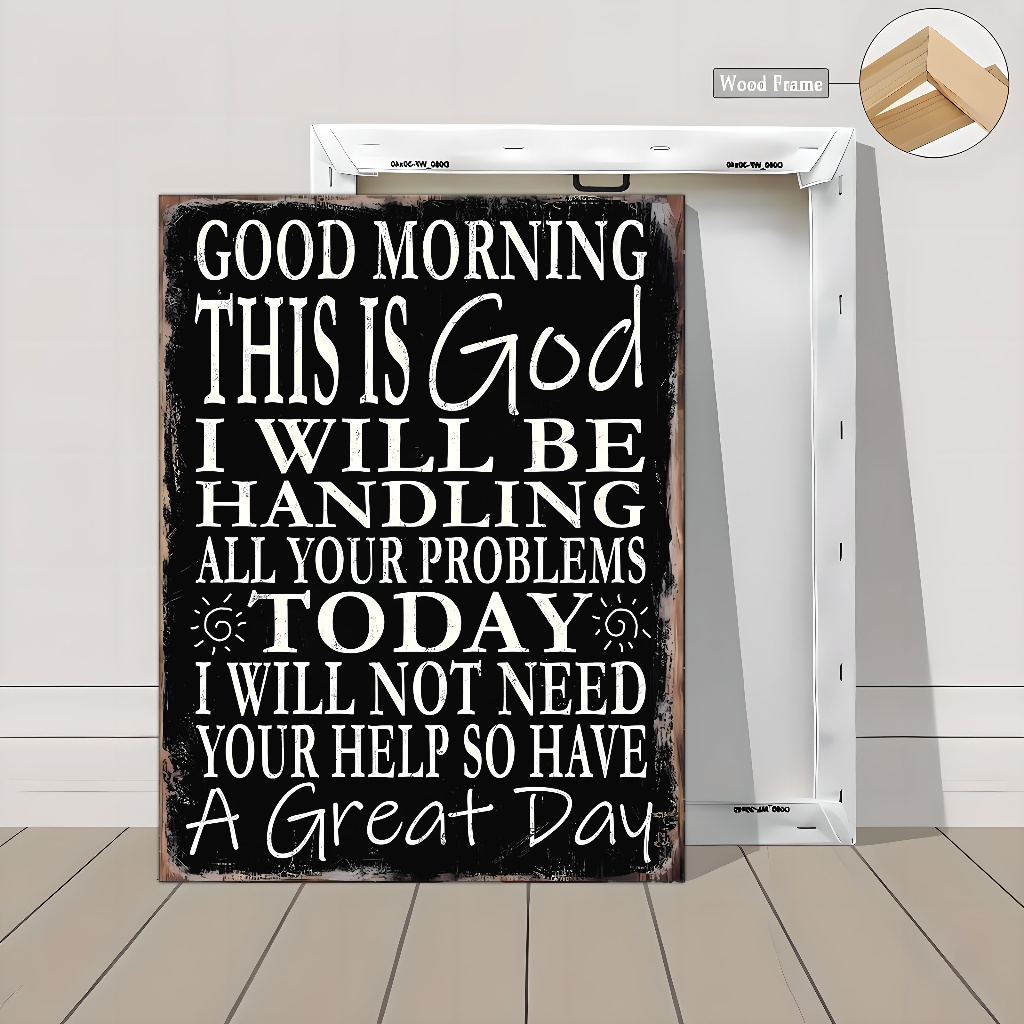 Wood Frame
GOOD MORNING
THIS IS God
I WILL BE
HANDLING
ALL YOUR PROBLEMS
TODAY
I WILL NOT NEED
YOUR HELP SO HAVE
A Great Day